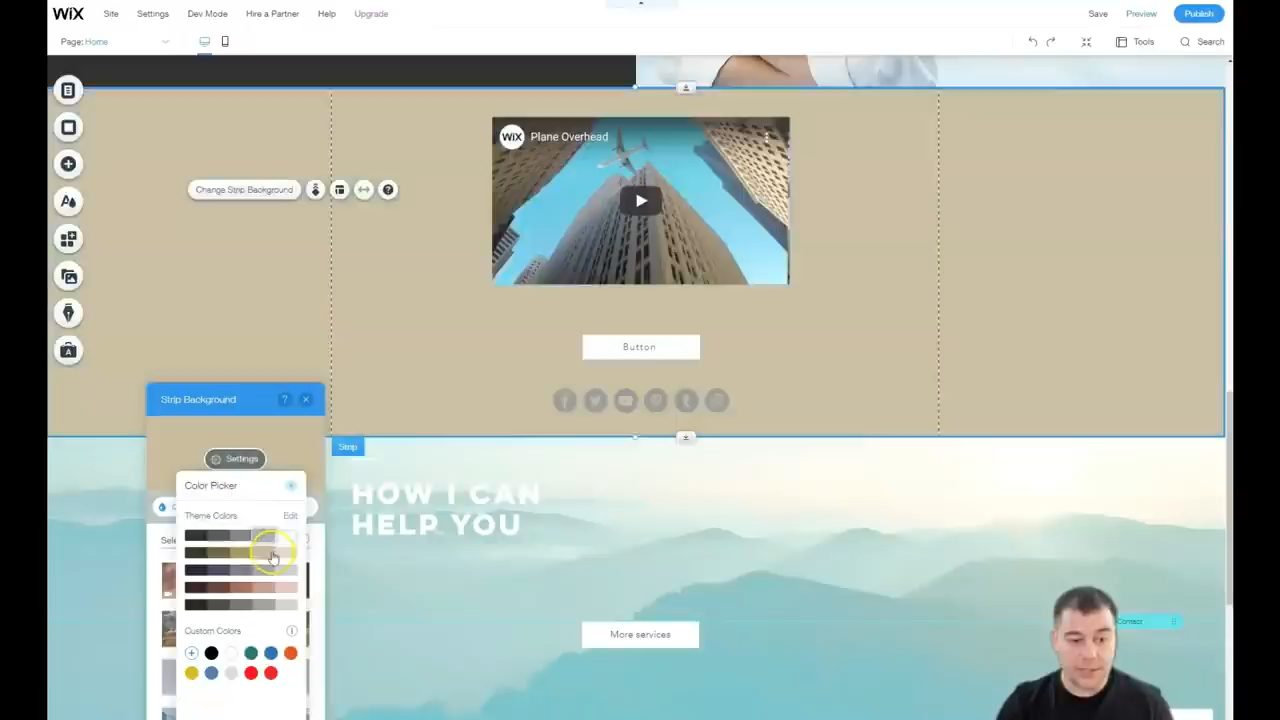 WiX
Site
Settings
Dev Mode
Hire a Partner
Help
Upgrade
Save
Preview
Publish
Page: Home
Tools
Search
WiX
Plane Overhead
Change Strip Background
?
Button
Strip Background
?
Strip
Settings
Color Picker
HOW I CAN
HELP YOU
Theme Colors
Edit
Contact
Custom Colors
More services